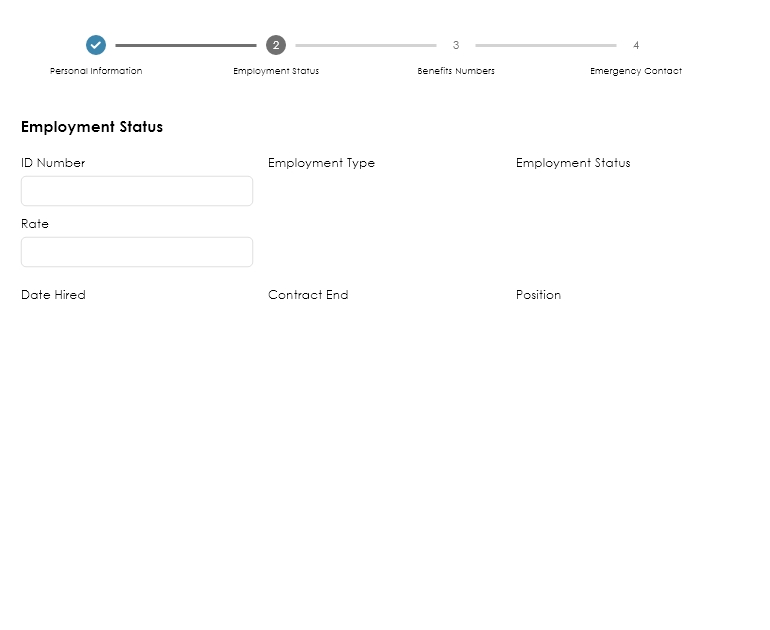 2 3 4
Personal Information Employment Status Benefits Numbers Emergency Contact
Employment Status
ID Number Employment Type Employment Status
Rate
Date Hired Contract End Position